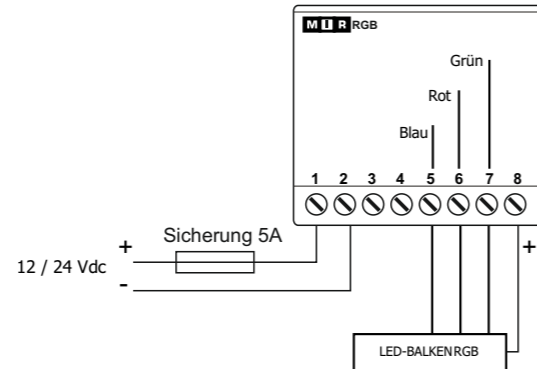 MIR RGB
Grün
Rot
Blau
1 2 3 4 5 6 7 8
+
Sicherung 5A
+
12 / 24 Vdc
-
LED-BALKEN RGB